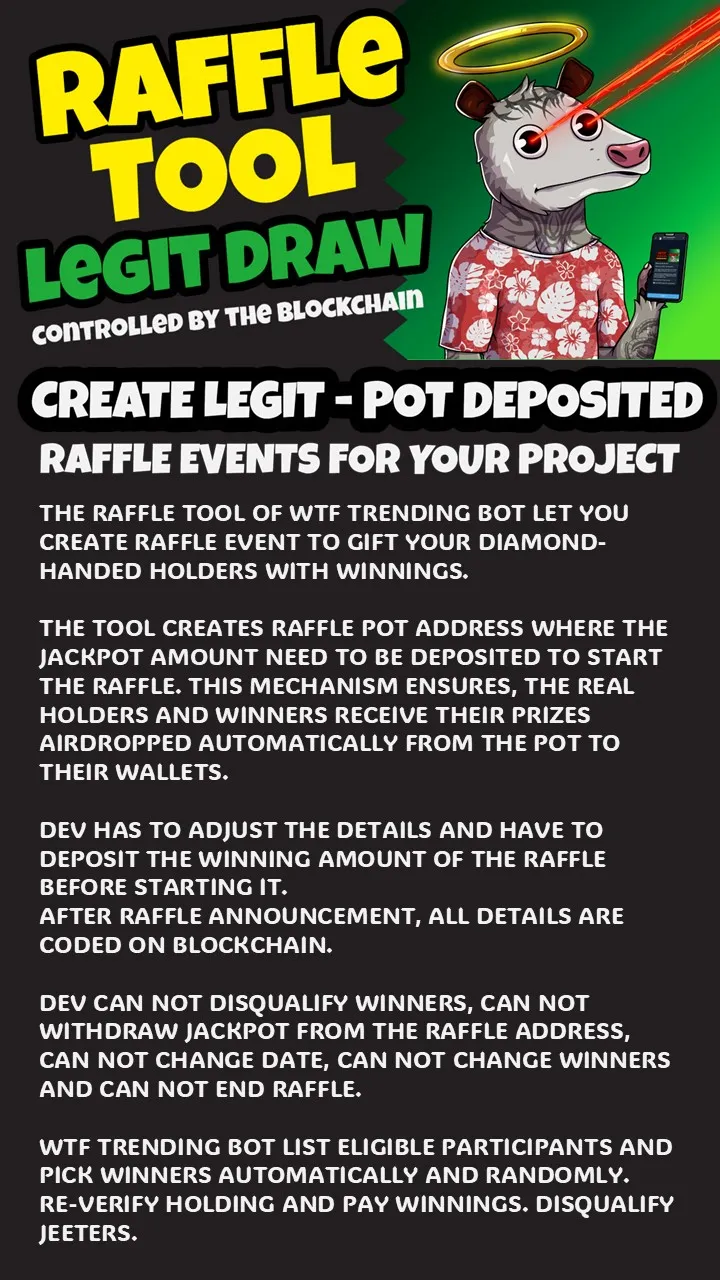 RAFFLe
TOOL
LeGIT DRAW
CONTROLLeD BY THe BLOCKCHAIN
CREATE LEGIT - POT DEPOSITED
RAFFLE EVENTS FOR YOUR PROJECT
THE RAFFLE TOOL OF WTF TRENDING BOT LET YOU
CREATE RAFFLE EVENT TO GIFT YOUR DIAMOND-
HANDED HOLDERS WITH WINNINGS.
THE TOOL CREATES RAFFLE POT ADDRESS WHERE THE
JACKPOT AMOUNT NEED TO BE DEPOSITED TO START
THE RAFFLE. THIS MECHANISM ENSURES, THE REAL
HOLDERS AND WINNERS RECEIVE THEIR PRIZES
AIRDROPPED AUTOMATICALLY FROM THE POT TO
THEIR WALLETS.
DEV HAS TO ADJUST THE DETAILS AND HAVE TO
DEPOSIT THE WINNING AMOUNT OF THE RAFFLE
BEFORE STARTING IT.
AFTER RAFFLE ANNOUNCEMENT, ALL DETAILS ARE
CODED ON BLOCKCHAIN.
DEV CAN NOT DISQUALIFY WINNERS, CAN NOT
WITHDRAW JACKPOT FROM THE RAFFLE ADDRESS,
CAN NOT CHANGE DATE, CAN NOT CHANGE WINNERS
AND CAN NOT END RAFFLE.
WTF TRENDING BOT LIST ELIGIBLE PARTICIPANTS AND
PICK WINNERS AUTOMATICALLY AND RANDOMLY.
RE-VERIFY HOLDING AND PAY WINNINGS. DISQUALIFY
JEETERS.